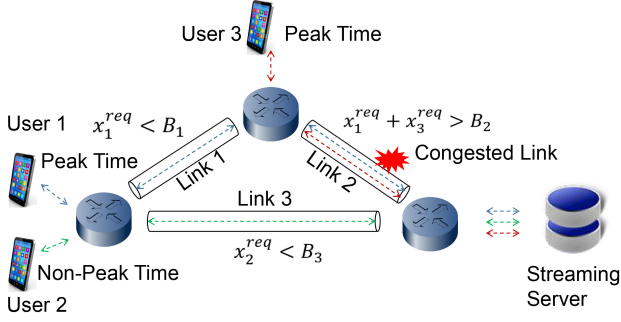 User 3 Peak Time
User 1
x_1^{req} < B_1
x_1^{req} + x_3^{req} > B_2
Congested Link
Peak Time
Link 1
Link 2
Link 3
x_2^{req} < B_3
Non-Peak Time
User 2
Streaming
Server